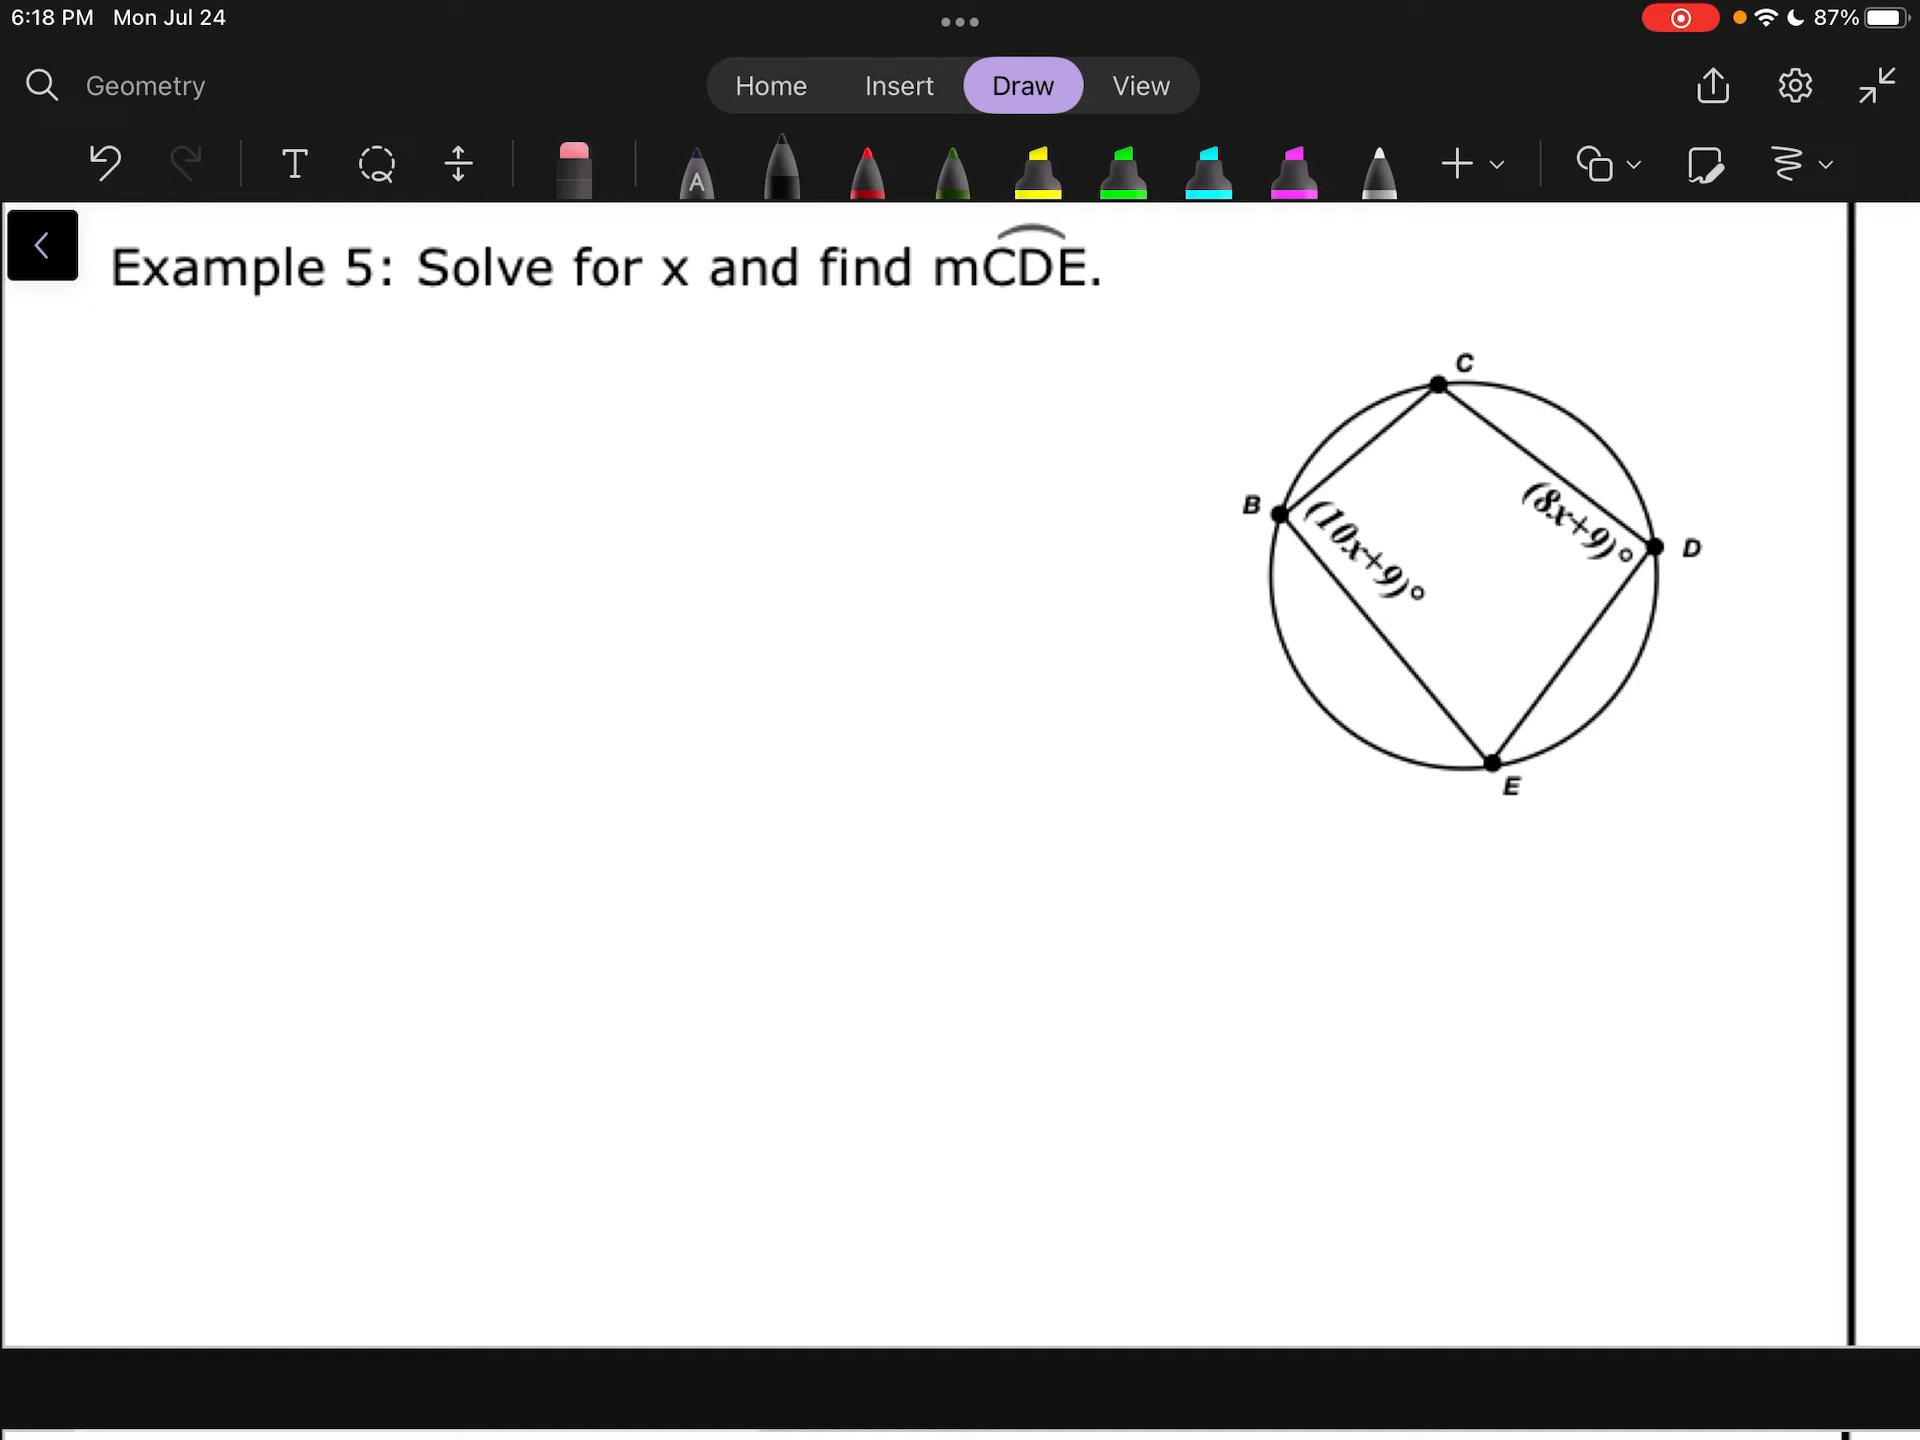 6:18 PM Mon Jul 24
87%
Geometry
Home Insert Draw View
T
A
Example 5: Solve for x and find mCDE.
C
B
(10x+9)°
(8x+9)°
D
E